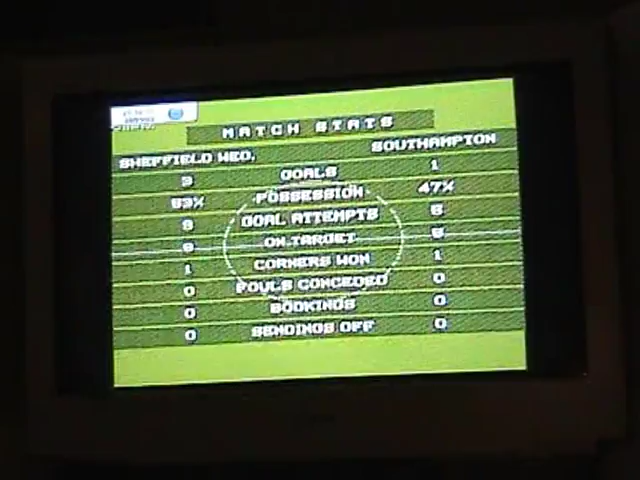 MATCH STATS
SHEFFIELD WED. SOUTHAMPTON
3 GOALS 1
53% POSSESSION 47%
GOAL ATTEMPTS
ON TARGET
1 CORNERS WON 1
0 FOULS CONCEDED 0
0 BOOKINGS 0
0 SENDINGS OFF 0